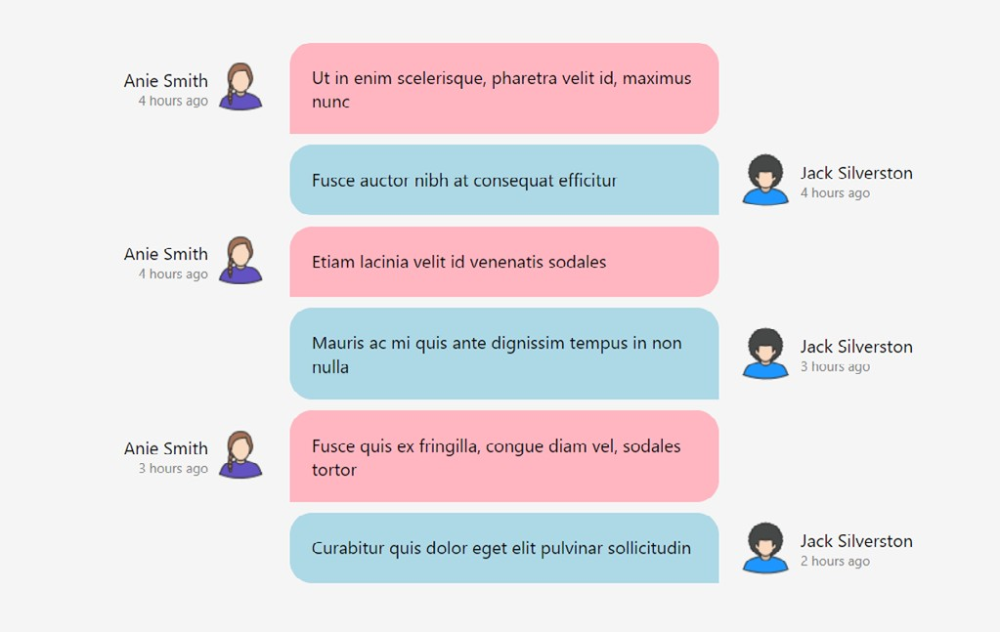 Anie Smith
4 hours ago
Ut in enim scelerisque, pharetra velit id, maximus
nunc
Fusce auctor nibh at consequat efficitur
Jack Silverston
4 hours ago
Anie Smith
4 hours ago
Etiam lacinia velit id venenatis sodales
Mauris ac mi quis ante dignissim tempus in non
nulla
Jack Silverston
3 hours ago
Anie Smith
3 hours ago
Fusce quis ex fringilla, congue diam vel, sodales
tortor
Curabitur quis dolor eget elit pulvinar sollicitudin
Jack Silverston
2 hours ago